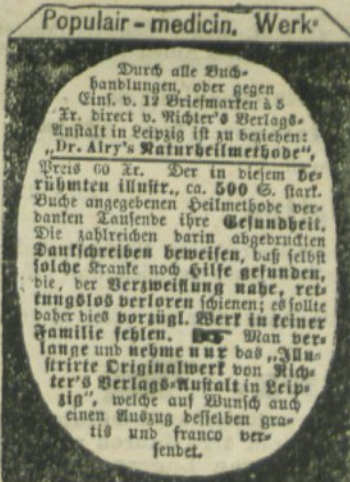 Populair-medicin. Werk
Durch alle Buch-
handlungen, oder gegen
Eins. v. 12 Briefmarken à 5
Xr. direct v. Richter's Verlags-
Anstalt in Leipzig ist zu beziehen:
„Dr. Airy's Naturheilmethode“,
Preis 60 Xr. Der in diesem be-
rühmten illustr., ca. 500 S. stark.
Buche angegebenen Heilmethode ver-
danken Tausende ihre Gesundheit.
Die zahlreichen darin abgedruckten
Dankschreiben beweisen, daß selbst
solche Kranke noch Hilfe gefunden,
die, der Verzweiflung nahe, ret-
tungslos verloren schienen; es sollte
daher dies vorzügl. Werk in keiner
Familie fehlen. Man ver-
lange und nehme nur das „Illu-
strirte Originalwerk von Rich-
ter's Verlags-Anstalt in Leip-
zig“, welche auf Wunsch auch
einen Auszug desselben gra-
tis und franco ver-
sendet.